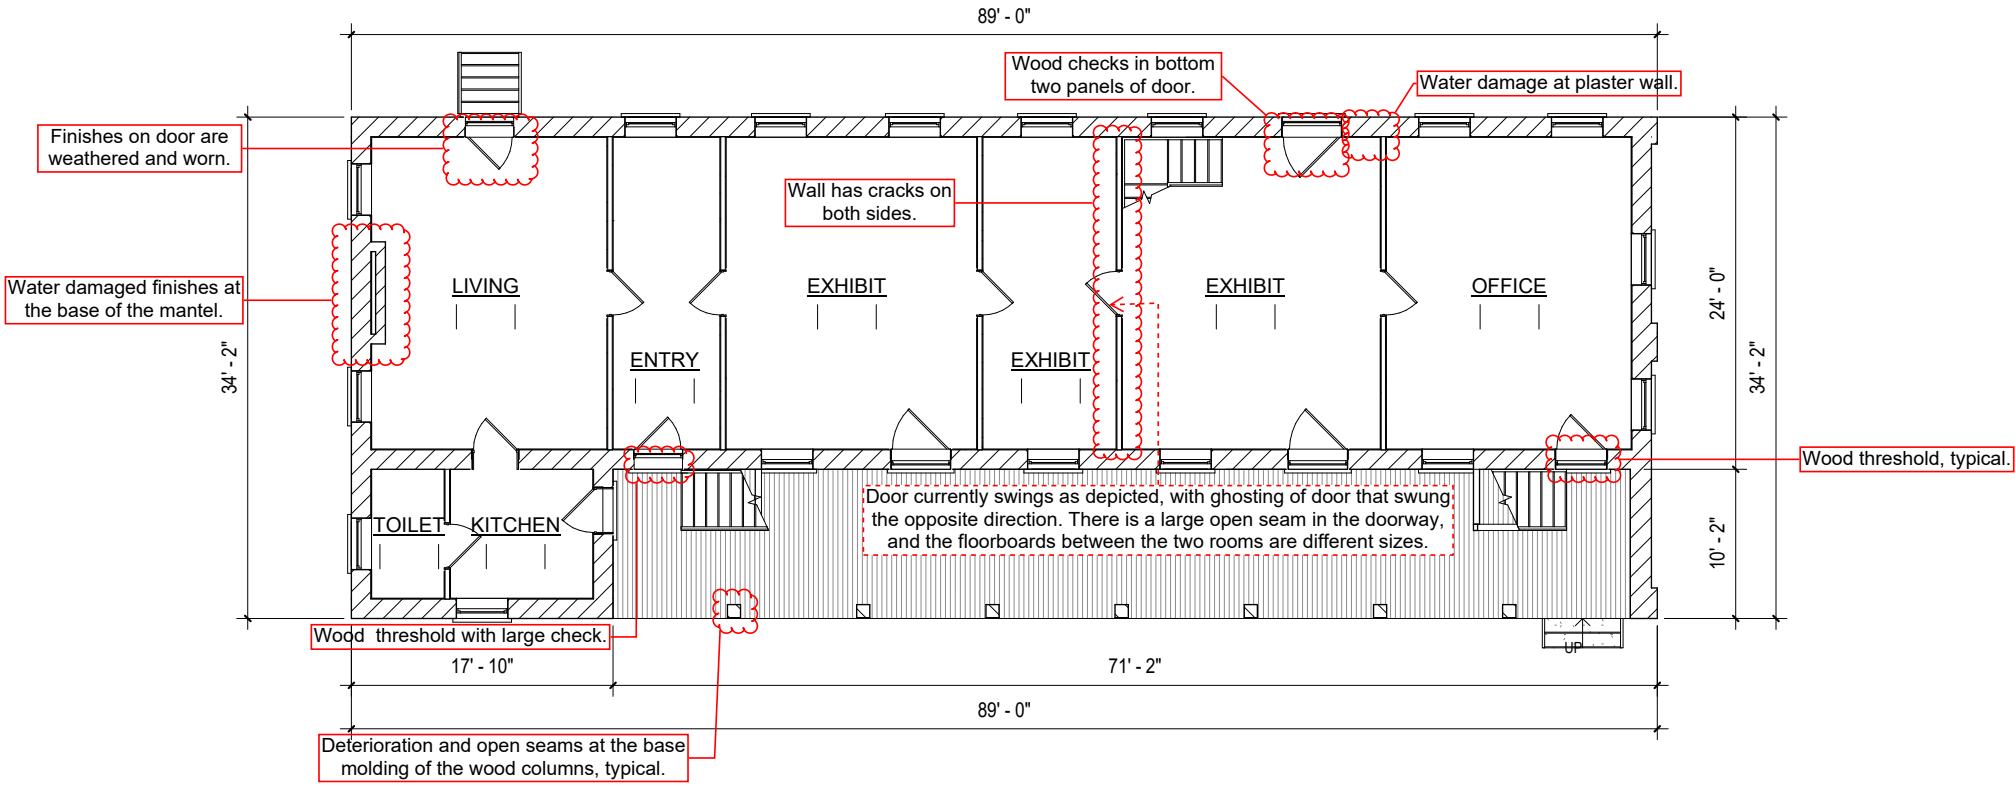 89' - 0"
Wood checks in bottom
two panels of door.
Water damage at plaster wall.
Finishes on door are
weathered and worn.
Wall has cracks on
both sides.
Water damaged finishes at
the base of the mantel.
LIVING
EXHIBIT
EXHIBIT
OFFICE
24' - 0"
34' - 2"
34' - 2"
ENTRY
EXHIBIT
Wood threshold, typical.
Door currently swings as depicted, with ghosting of door that swung
the opposite direction. There is a large open seam in the doorway,
and the floorboards between the two rooms are different sizes.
TOILET
KITCHEN
10' - 2"
Wood  threshold with large check.
UP
17' - 10"
71' - 2"
89' - 0"
Deterioration and open seams at the base
molding of the wood columns, typical.